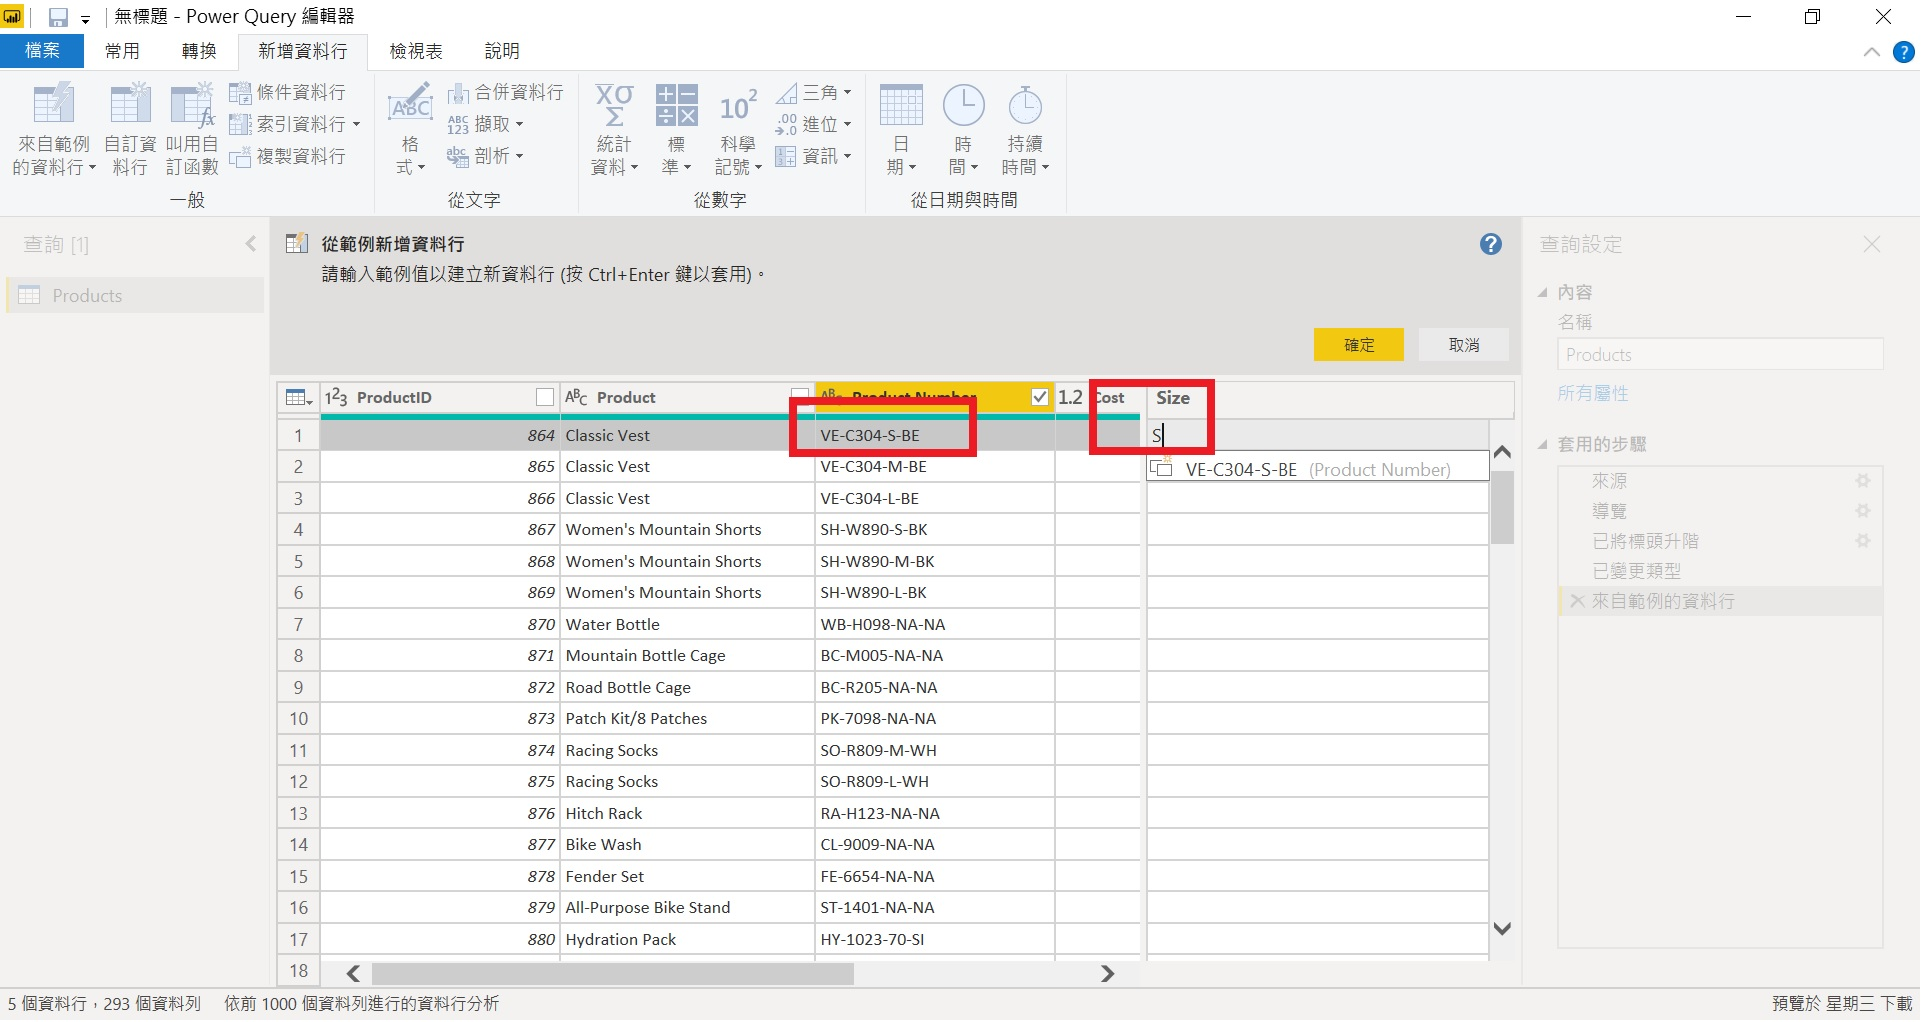 無標題 - Power Query 編輯器
檔案 常用 轉換 新增資料行 檢視表 說明
來自範例的資料行 自訂資料行 叫用自訂函數
條件資料行
索引資料行
複製資料行
一般
格式
合併資料行
擷取
剖析
從文字
統計資料 標準 科學記號
三角
進位
資訊
從數字
日期 時間 持續時間
從日期與時間
查詢 [1]
Products
從範例新增資料行
請輸入範例值以建立新資料行 (按 Ctrl+Enter 鍵以套用)。
確定 取消
ProductID Product Product Number 1.2 Cost Size
1 864 Classic Vest VE-C304-S-BE S
VE-C304-S-BE (Product Number)
2 865 Classic Vest VE-C304-M-BE
3 866 Classic Vest VE-C304-L-BE
4 867 Women's Mountain Shorts SH-W890-S-BK
5 868 Women's Mountain Shorts SH-W890-M-BK
6 869 Women's Mountain Shorts SH-W890-L-BK
7 870 Water Bottle WB-H098-NA-NA
8 871 Mountain Bottle Cage BC-M005-NA-NA
9 872 Road Bottle Cage BC-R205-NA-NA
10 873 Patch Kit/8 Patches PK-7098-NA-NA
11 874 Racing Socks SO-R809-M-WH
12 875 Racing Socks SO-R809-L-WH
13 876 Hitch Rack RA-H123-NA-NA
14 877 Bike Wash CL-9009-NA-NA
15 878 Fender Set FE-6654-NA-NA
16 879 All-Purpose Bike Stand ST-1401-NA-NA
17 880 Hydration Pack HY-1023-70-SI
18
查詢設定
內容
名稱
Products
所有屬性
套用的步驟
來源
導覽
已將標頭升階
已變更類型
來自範例的資料行
5 個資料行，293 個資料列 依前 1000 個資料列進行的資料行分析
預覽於 星期三 下載